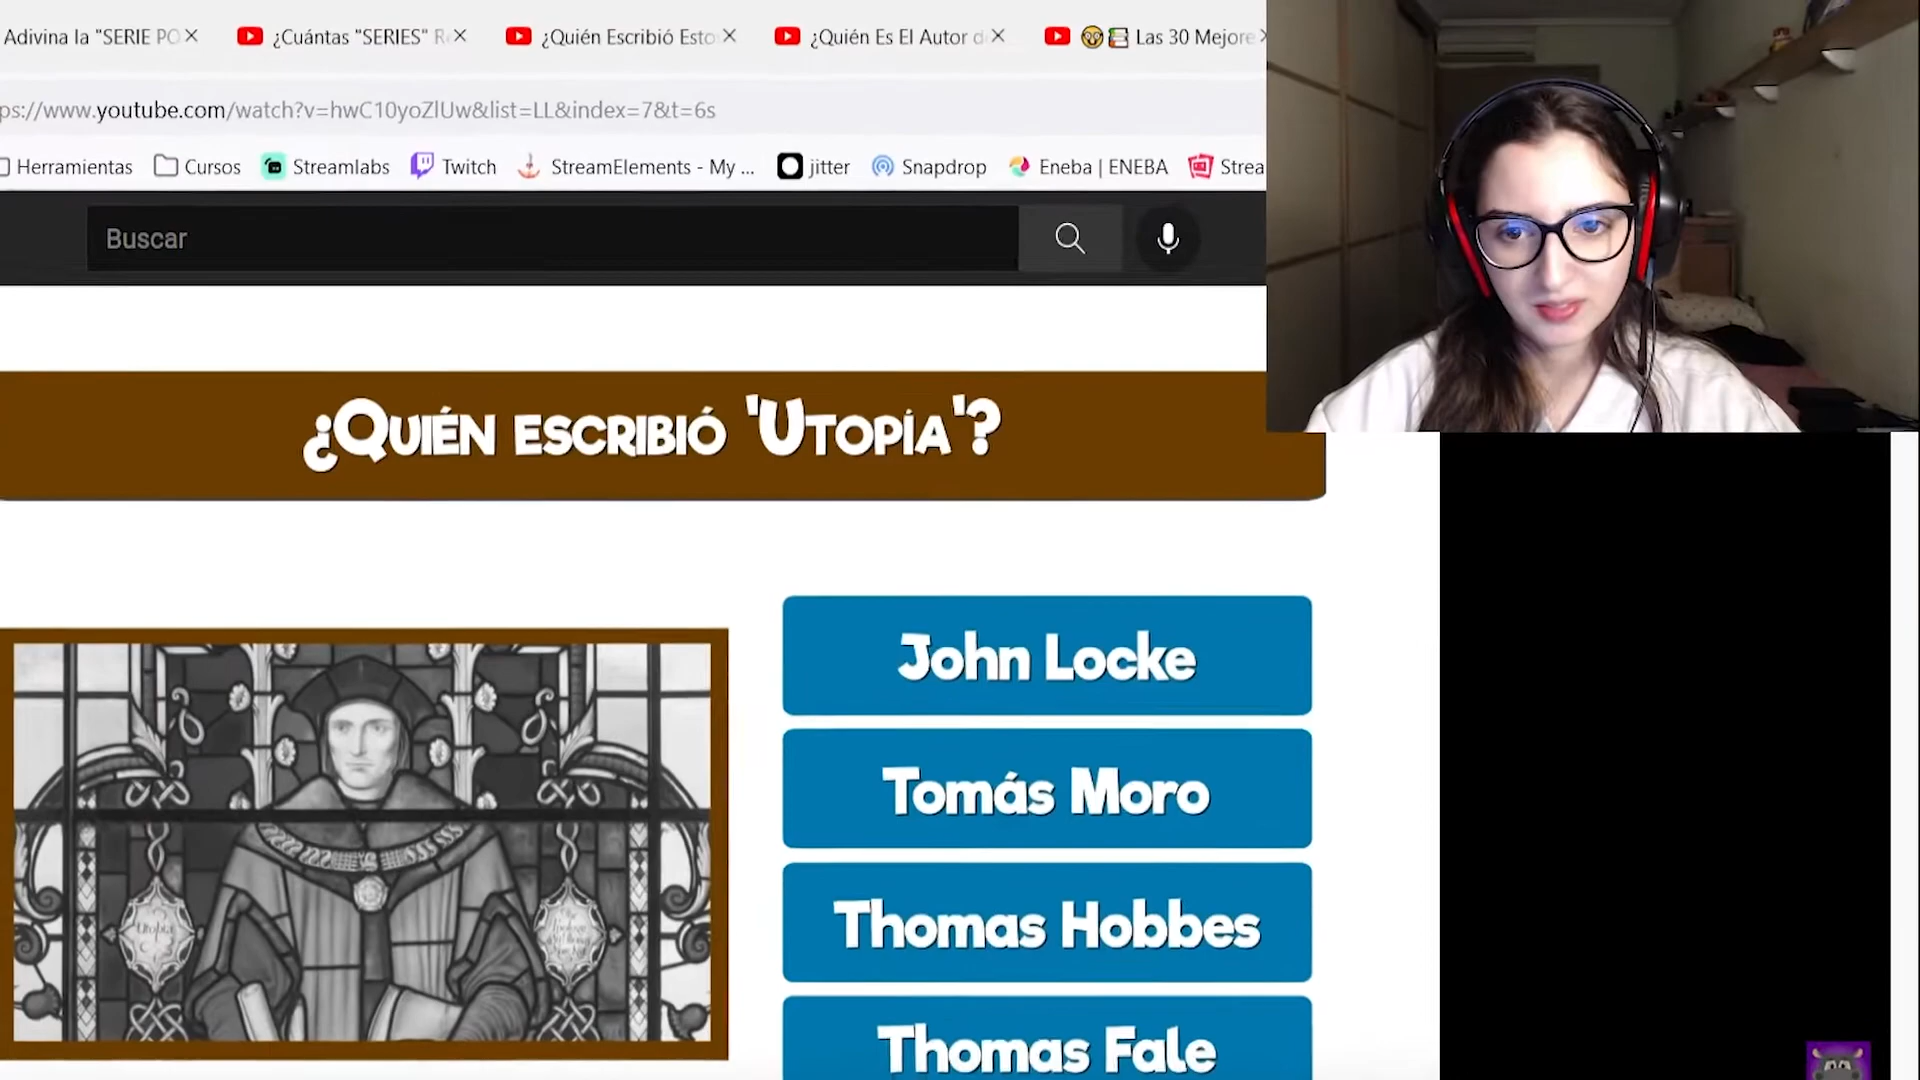 Adivina la "SERIE PO
¿Cuántas "SERIES" R
¿Quién Escribió Esto
¿Quién Es El Autor d
Las 30 Mejore
ps://www.youtube.com/watch?v=hwC10yoZlUw&list=LL&index=7&t=6s
Herramientas
Cursos
Streamlabs
Twitch
StreamElements - My ...
jitter
Snapdrop
Eneba | ENEBA
Strea
Buscar
¿Quién escribió 'Utopía'?
John Locke
Tomás Moro
Thomas Hobbes
Thomas Fale
Utopia